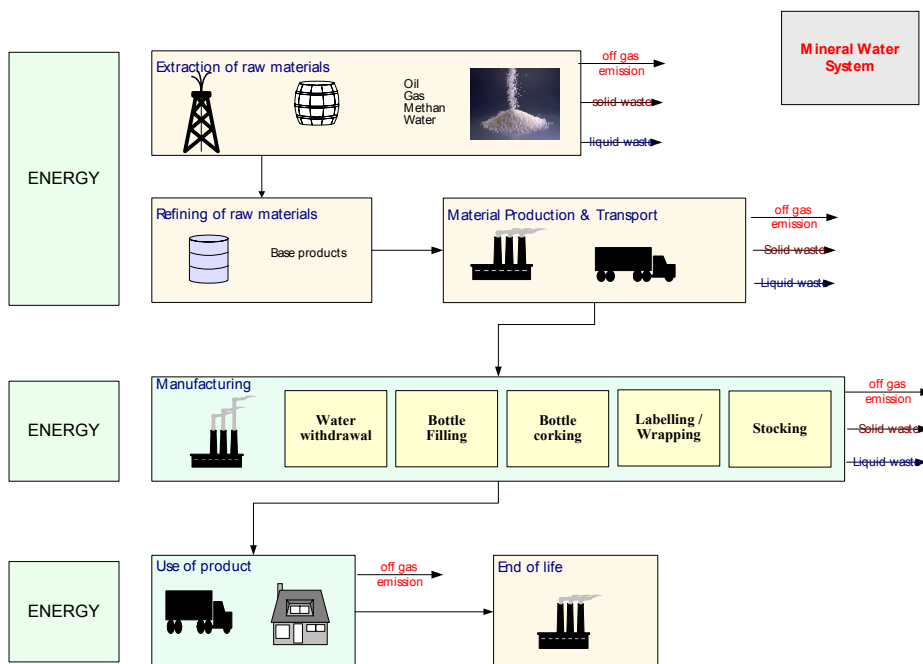 Mineral Water
System
ENERGY
Extraction of raw materials
Oil
Gas
Methan
Water
off gas
emission
solid waste
liquid waste
Refining of raw materials
Base products
Material Production & Transport
off gas
emission
Solid waste
Liquid waste
ENERGY
Manufacturing
Water
withdrawal
Bottle
Filling
Bottle
corking
Labelling /
Wrapping
Stocking
off gas
emission
Solid waste
Liquid waste
ENERGY
Use of product
off gas
emission
End of life